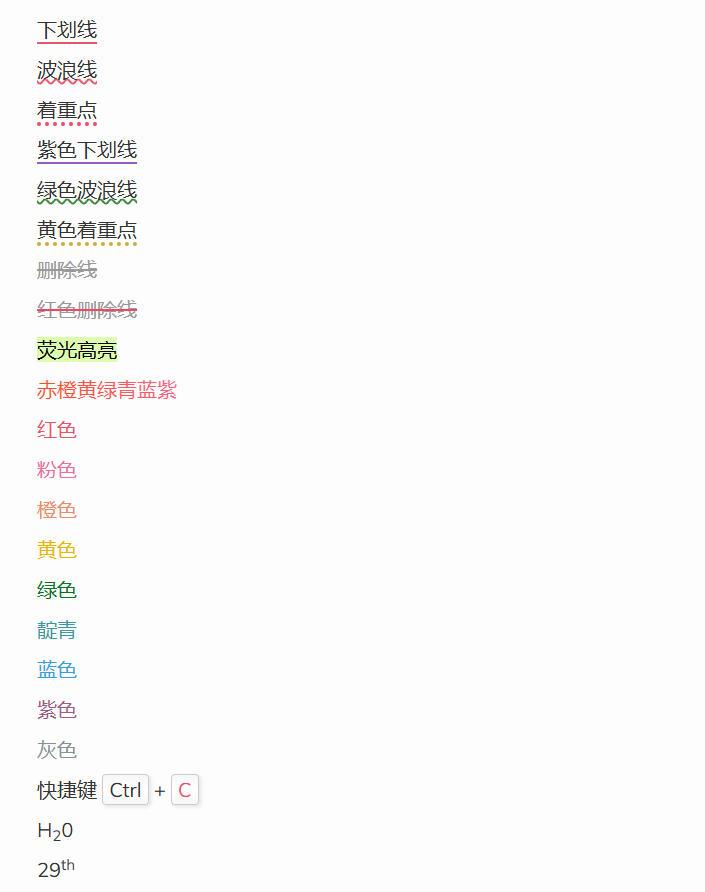 下划线
波浪线
着重点
紫色下划线
绿色波浪线
黄色着重点
删除线
红色删除线
荧光高亮
赤橙黄绿青蓝紫
红色
粉色
橙色
黄色
绿色
靛青
蓝色
紫色
灰色
快捷键 Ctrl + C
H₂0
29ᵗʰ